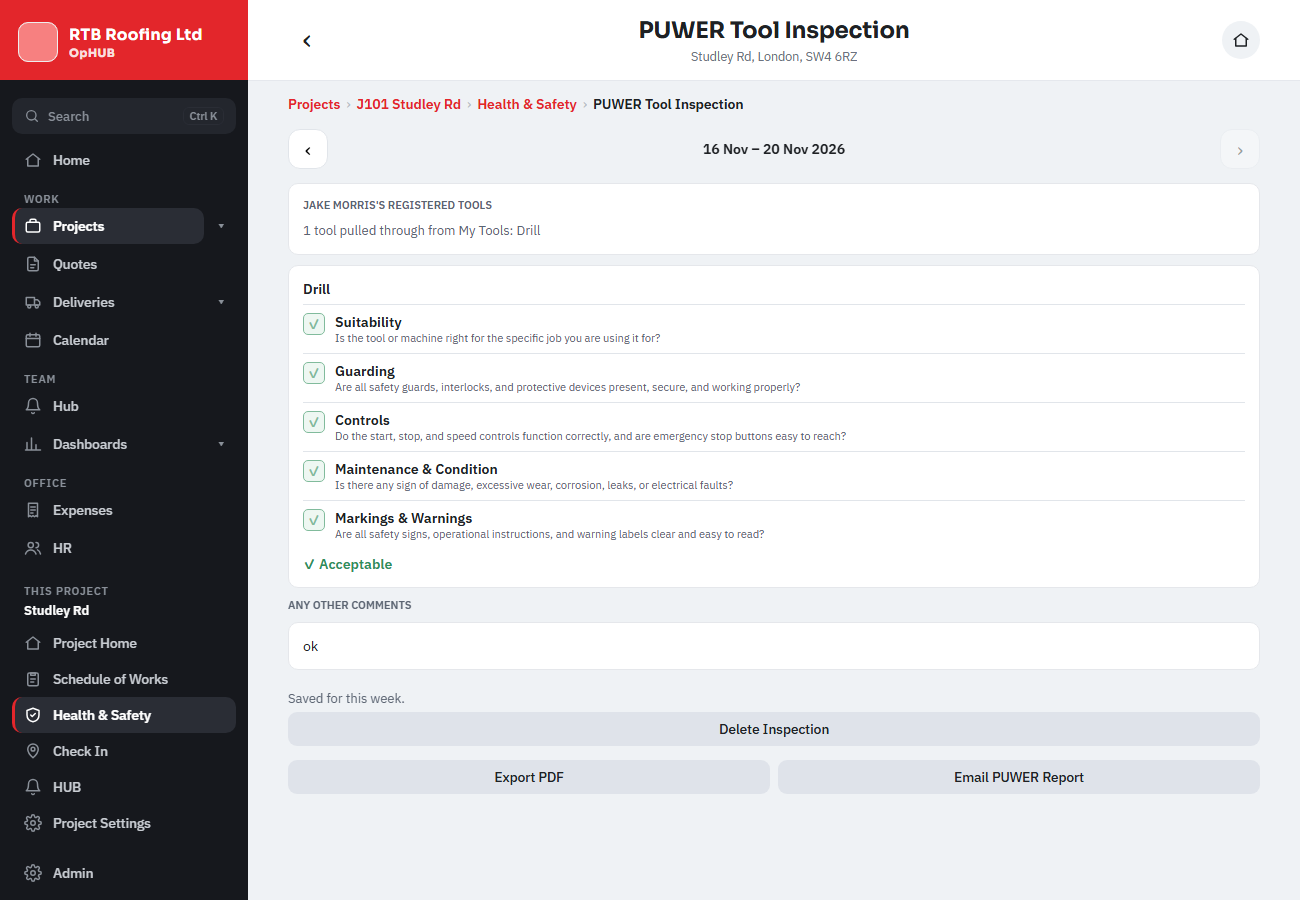 RTB Roofing Ltd
OpHUB
Search
Ctrl K
Home
WORK
Projects
Quotes
Deliveries
Calendar
TEAM
Hub
Dashboards
OFFICE
Expenses
HR
THIS PROJECT
Studley Rd
Project Home
Schedule of Works
Health & Safety
Check In
HUB
Project Settings
Admin
PUWER Tool Inspection
Studley Rd, London, SW4 6RZ
Projects › J101 Studley Rd › Health & Safety › PUWER Tool Inspection
16 Nov – 20 Nov 2026
JAKE MORRIS'S REGISTERED TOOLS
1 tool pulled through from My Tools: Drill
Drill
Suitability
Is the tool or machine right for the specific job you are using it for?
Guarding
Are all safety guards, interlocks, and protective devices present, secure, and working properly?
Controls
Do the start, stop, and speed controls function correctly, and are emergency stop buttons easy to reach?
Maintenance & Condition
Is there any sign of damage, excessive wear, corrosion, leaks, or electrical faults?
Markings & Warnings
Are all safety signs, operational instructions, and warning labels clear and easy to read?
✓ Acceptable
ANY OTHER COMMENTS
ok
Saved for this week.
Delete Inspection
Export PDF
Email PUWER Report